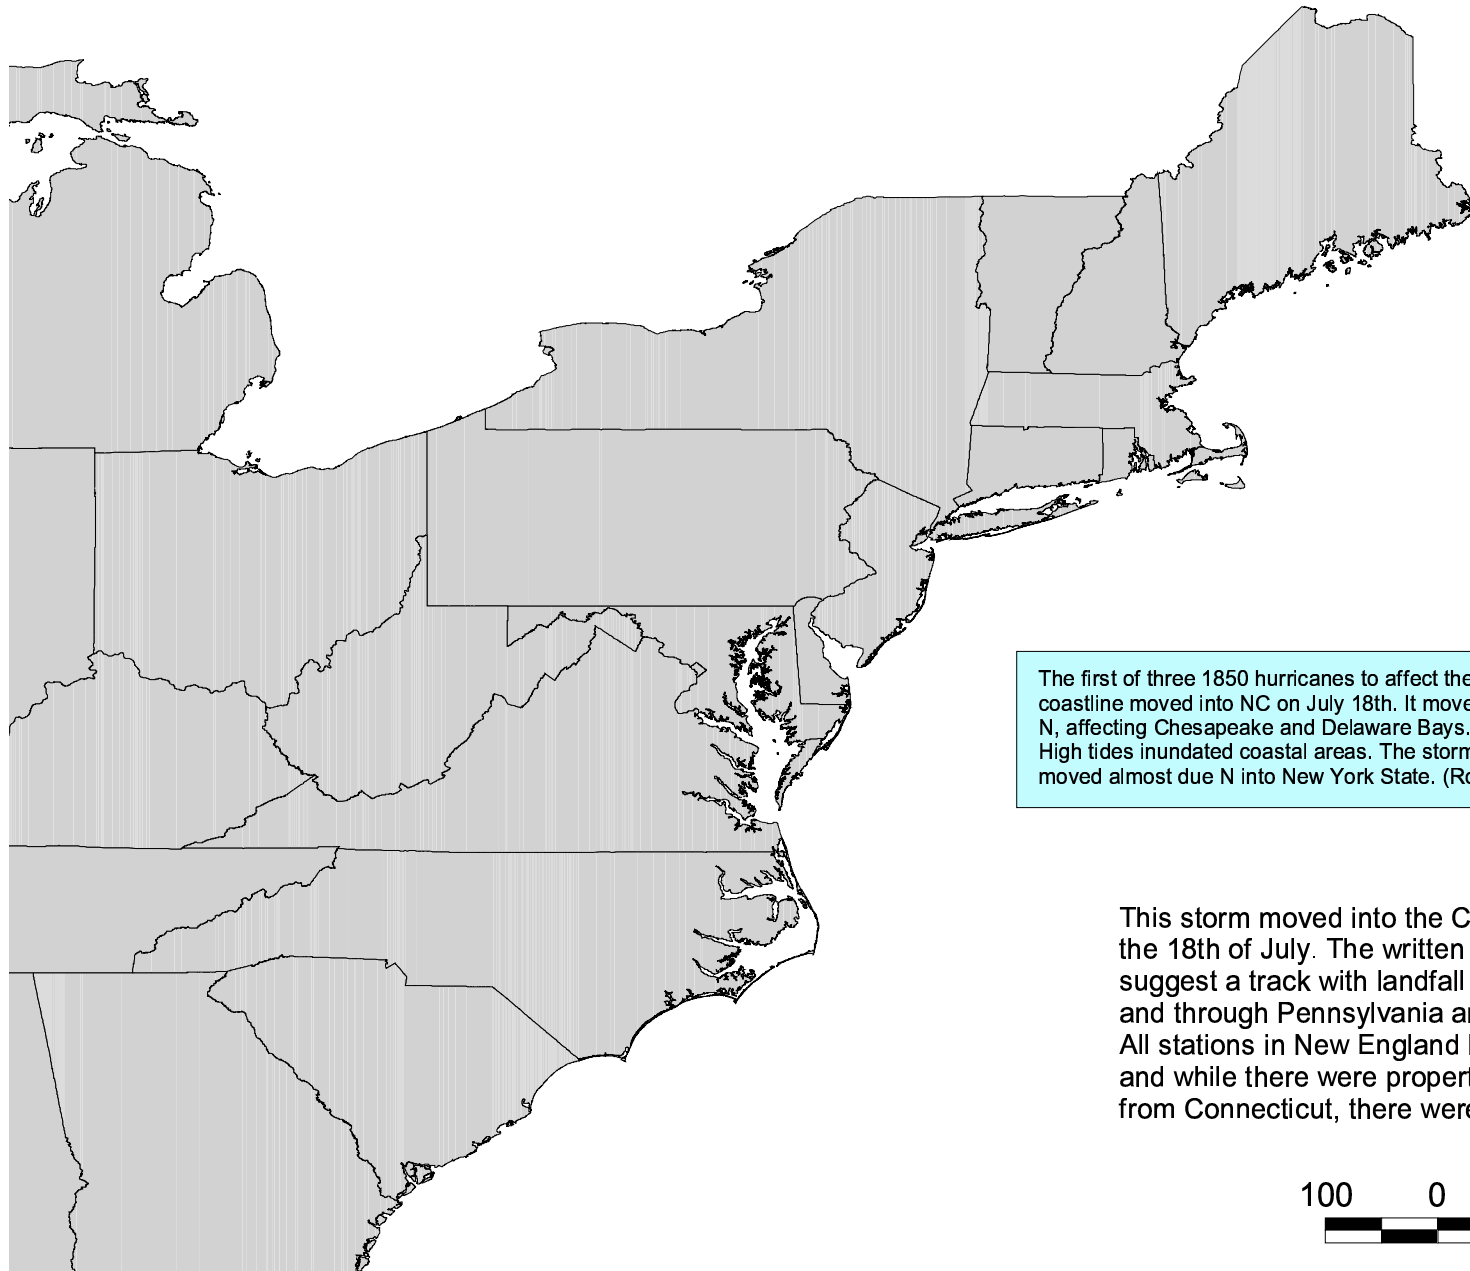 The first of three 1850 hurricanes to affect the
coastline moved into NC on July 18th. It move
N, affecting Chesapeake and Delaware Bays.
High tides inundated coastal areas. The storm
moved almost due N into New York State. (Ro
This storm moved into the C
the 18th of July. The written
suggest a track with landfall
and through Pennsylvania a
All stations in New England
and while there were propert
from Connecticut, there were
100 0